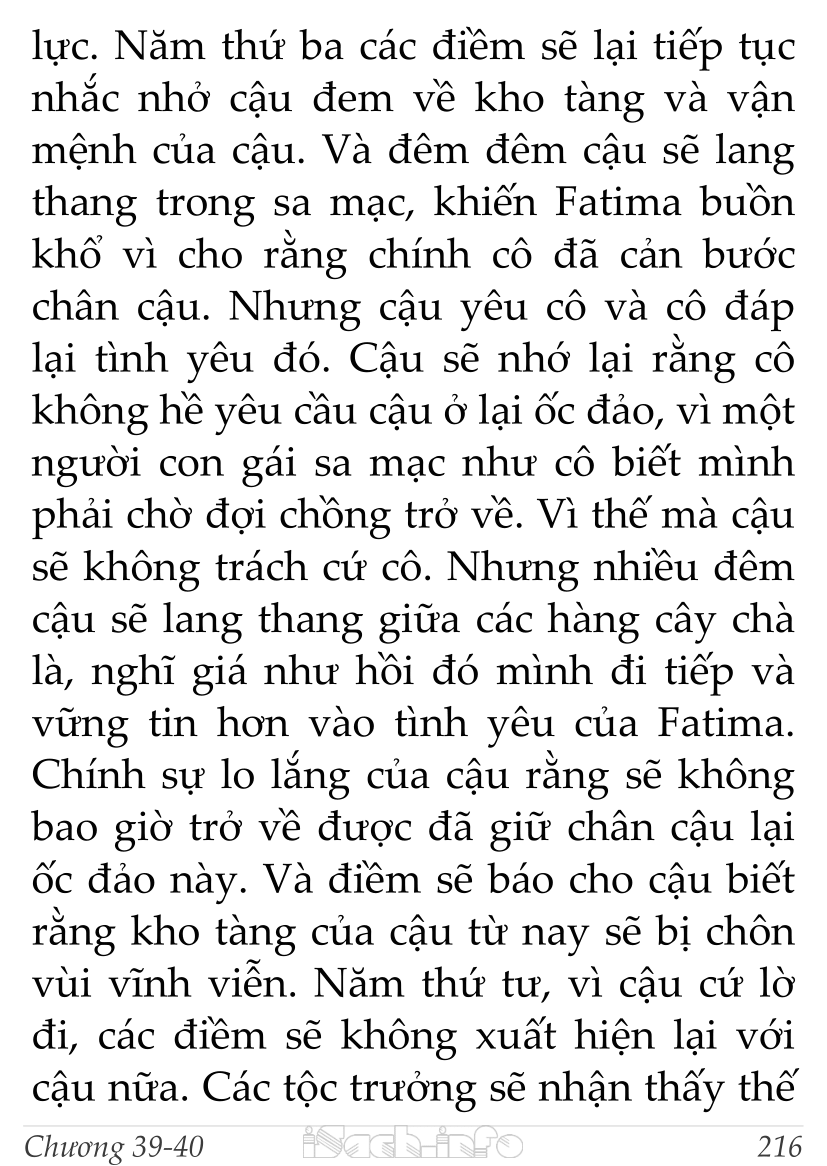 lực. Năm thứ ba các điềm sẽ lại tiếp tục
nhắc nhở cậu đem về kho tàng và vận
mệnh của cậu. Và đêm đêm cậu sẽ lang
thang trong sa mạc, khiến Fatima buồn
khổ vì cho rằng chính cô đã cản bước
chân cậu. Nhưng cậu yêu cô và cô đáp
lại tình yêu đó. Cậu sẽ nhớ lại rằng cô
không hề yêu cầu cậu ở lại ốc đảo, vì một
người con gái sa mạc như cô biết mình
phải chờ đợi chồng trở về. Vì thế mà cậu
sẽ không trách cứ cô. Nhưng nhiều đêm
cậu sẽ lang thang giữa các hàng cây chà
là, nghĩ giá như hồi đó mình đi tiếp và
vững tin hơn vào tình yêu của Fatima.
Chính sự lo lắng của cậu rằng sẽ không
bao giờ trở về được đã giữ chân cậu lại
ốc đảo này. Và điềm sẽ báo cho cậu biết
rằng kho tàng của cậu từ nay sẽ bị chôn
vùi vĩnh viễn. Năm thứ tư, vì cậu cứ lờ
đi, các điềm sẽ không xuất hiện lại với
cậu nữa. Các tộc trưởng sẽ nhận thấy thế
Chương 39-40 iSach.info 216